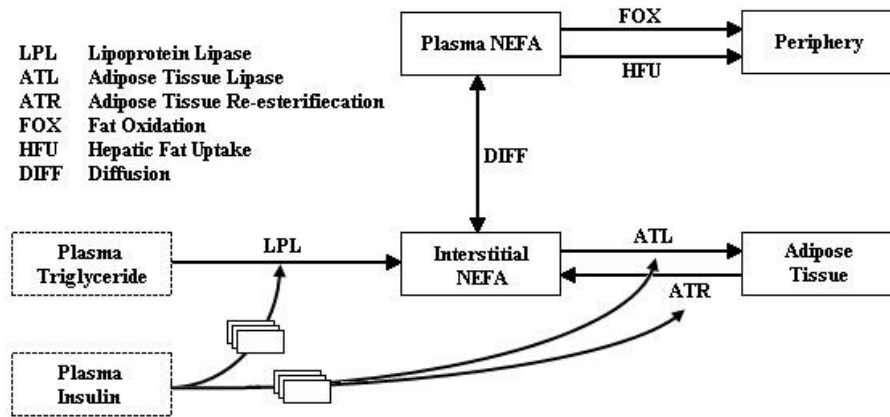 FOX
Plasma NEFA
Periphery
HFU
LPL Lipoprotein Lipase
ATL Adipose Tissue Lipase
ATR Adipose Tissue Re-esterifiecation
FOX Fat Oxidation
HFU Hepatic Fat Uptake
DIFF Diffusion
DIFF
Plasma
Triglyceride
LPL
Interstitial
NEFA
ATL
ATR
Adipose
Tissue
Plasma
Insulin